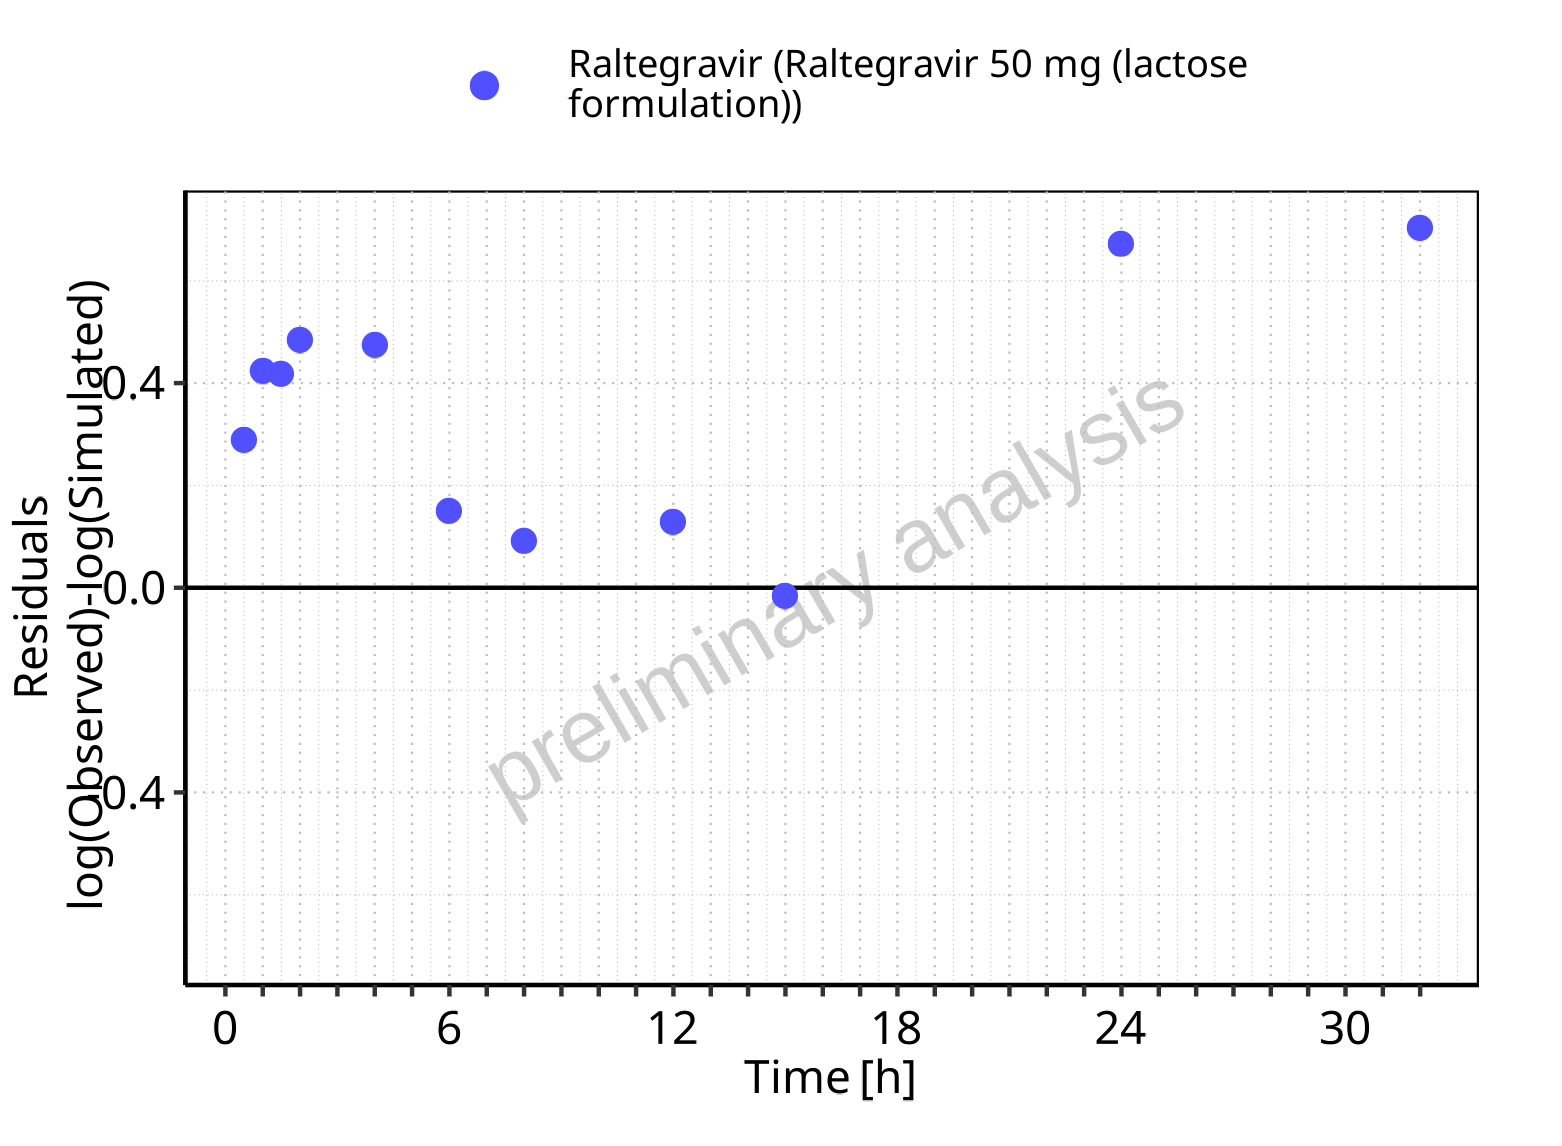 Raltegravir (Raltegravir 50 mg (lactose
formulation))
Residuals
log(Observed)-log(Simulated)
0.4
0.0
-0.4
preliminary analysis
0 6 12 18 24 30
Time [h]